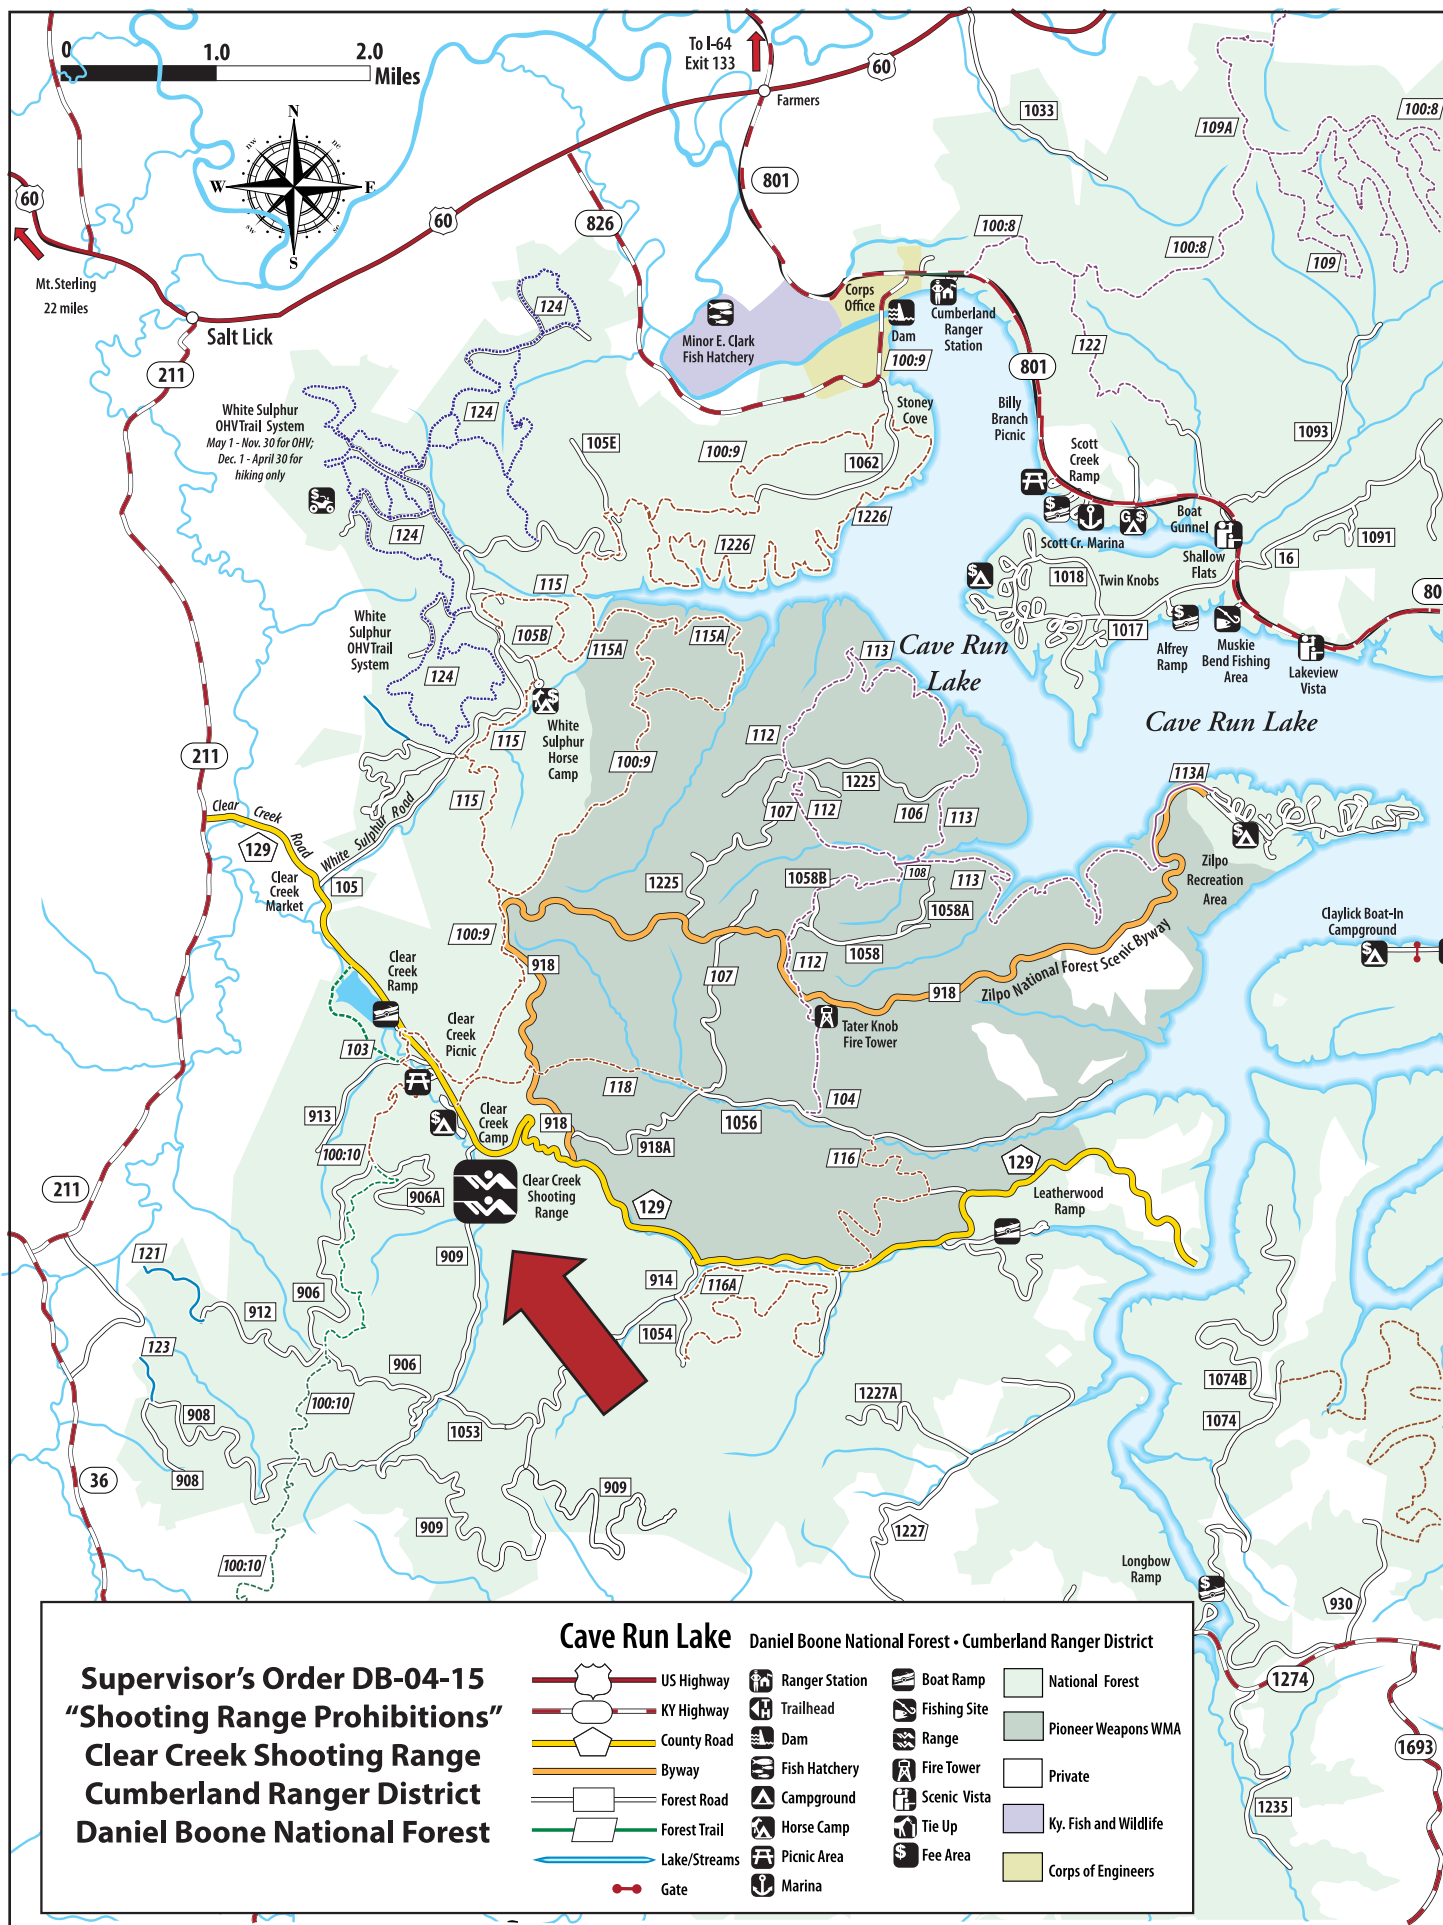 0 1.0 2.0
Miles
To I-64
Exit 133
60
Farmers
1033
109A
100:8
N
nw ne
W E
sw se
S
60
801
60
826
100:8
100:8
109
Mt. Sterling
22 miles
Salt Lick
124
Corps
Office
Cumberland
Ranger
Station
Minor E. Clark
Fish Hatchery
Dam
100:9
122
211
801
White Sulphur
OHV Trail System
May 1 - Nov. 30 for OHV;
Dec. 1 - April 30 for
hiking only
124
105E
100:9
Stoney
Cove
1062
Billy
Branch
Picnic
Scott
Creek
Ramp
1093
124
1226
1226
Boat
Gunnel
Scott Cr. Marina
Shallow
Flats
16
1091
115
1018
Twin Knobs
80
White
Sulphur
OHV Trail
System
105B
115A
115A
113
Cave Run
Lake
1017
Alfrey
Ramp
Muskie
Bend Fishing
Area
Lakeview
Vista
124
115
White
Sulphur
Horse
Camp
112
100:9
Cave Run Lake
211
115
1225
113A
107
112
106
113
Clear Creek Road
129
White Sulphur Road
Clear
Creek
Market
105
1225
1058B
108
113
1058A
Zilpo
Recreation
Area
100:9
Claylick Boat-In
Campground
Clear
Creek
Ramp
918
107
112
1058
918
Zilpo National Forest Scenic Byway
Clear
Creek
Picnic
Tater Knob
Fire Tower
103
118
104
913
Clear
Creek
Camp
918
918A
1056
100:10
116
129
211
906A
Clear Creek
Shooting
Range
129
Leatherwood
Ramp
121
909
914
116A
906
912
1054
123
906
100:10
1227A
1074B
908
1053
1074
36
908
909
909
1227
100:10
Longbow
Ramp
930
1274
1693
1235
Supervisor's Order DB-04-15
“Shooting Range Prohibitions”
Clear Creek Shooting Range
Cumberland Ranger District
Daniel Boone National Forest
Cave Run Lake Daniel Boone National Forest • Cumberland Ranger District
US Highway
KY Highway
County Road
Byway
Forest Road
Forest Trail
Lake/Streams
Gate
Ranger Station
Trailhead
Dam
Fish Hatchery
Campground
Horse Camp
Picnic Area
Marina
Boat Ramp
Fishing Site
Range
Fire Tower
Scenic Vista
Tie Up
Fee Area
National Forest
Pioneer Weapons WMA
Private
Ky. Fish and Wildlife
Corps of Engineers